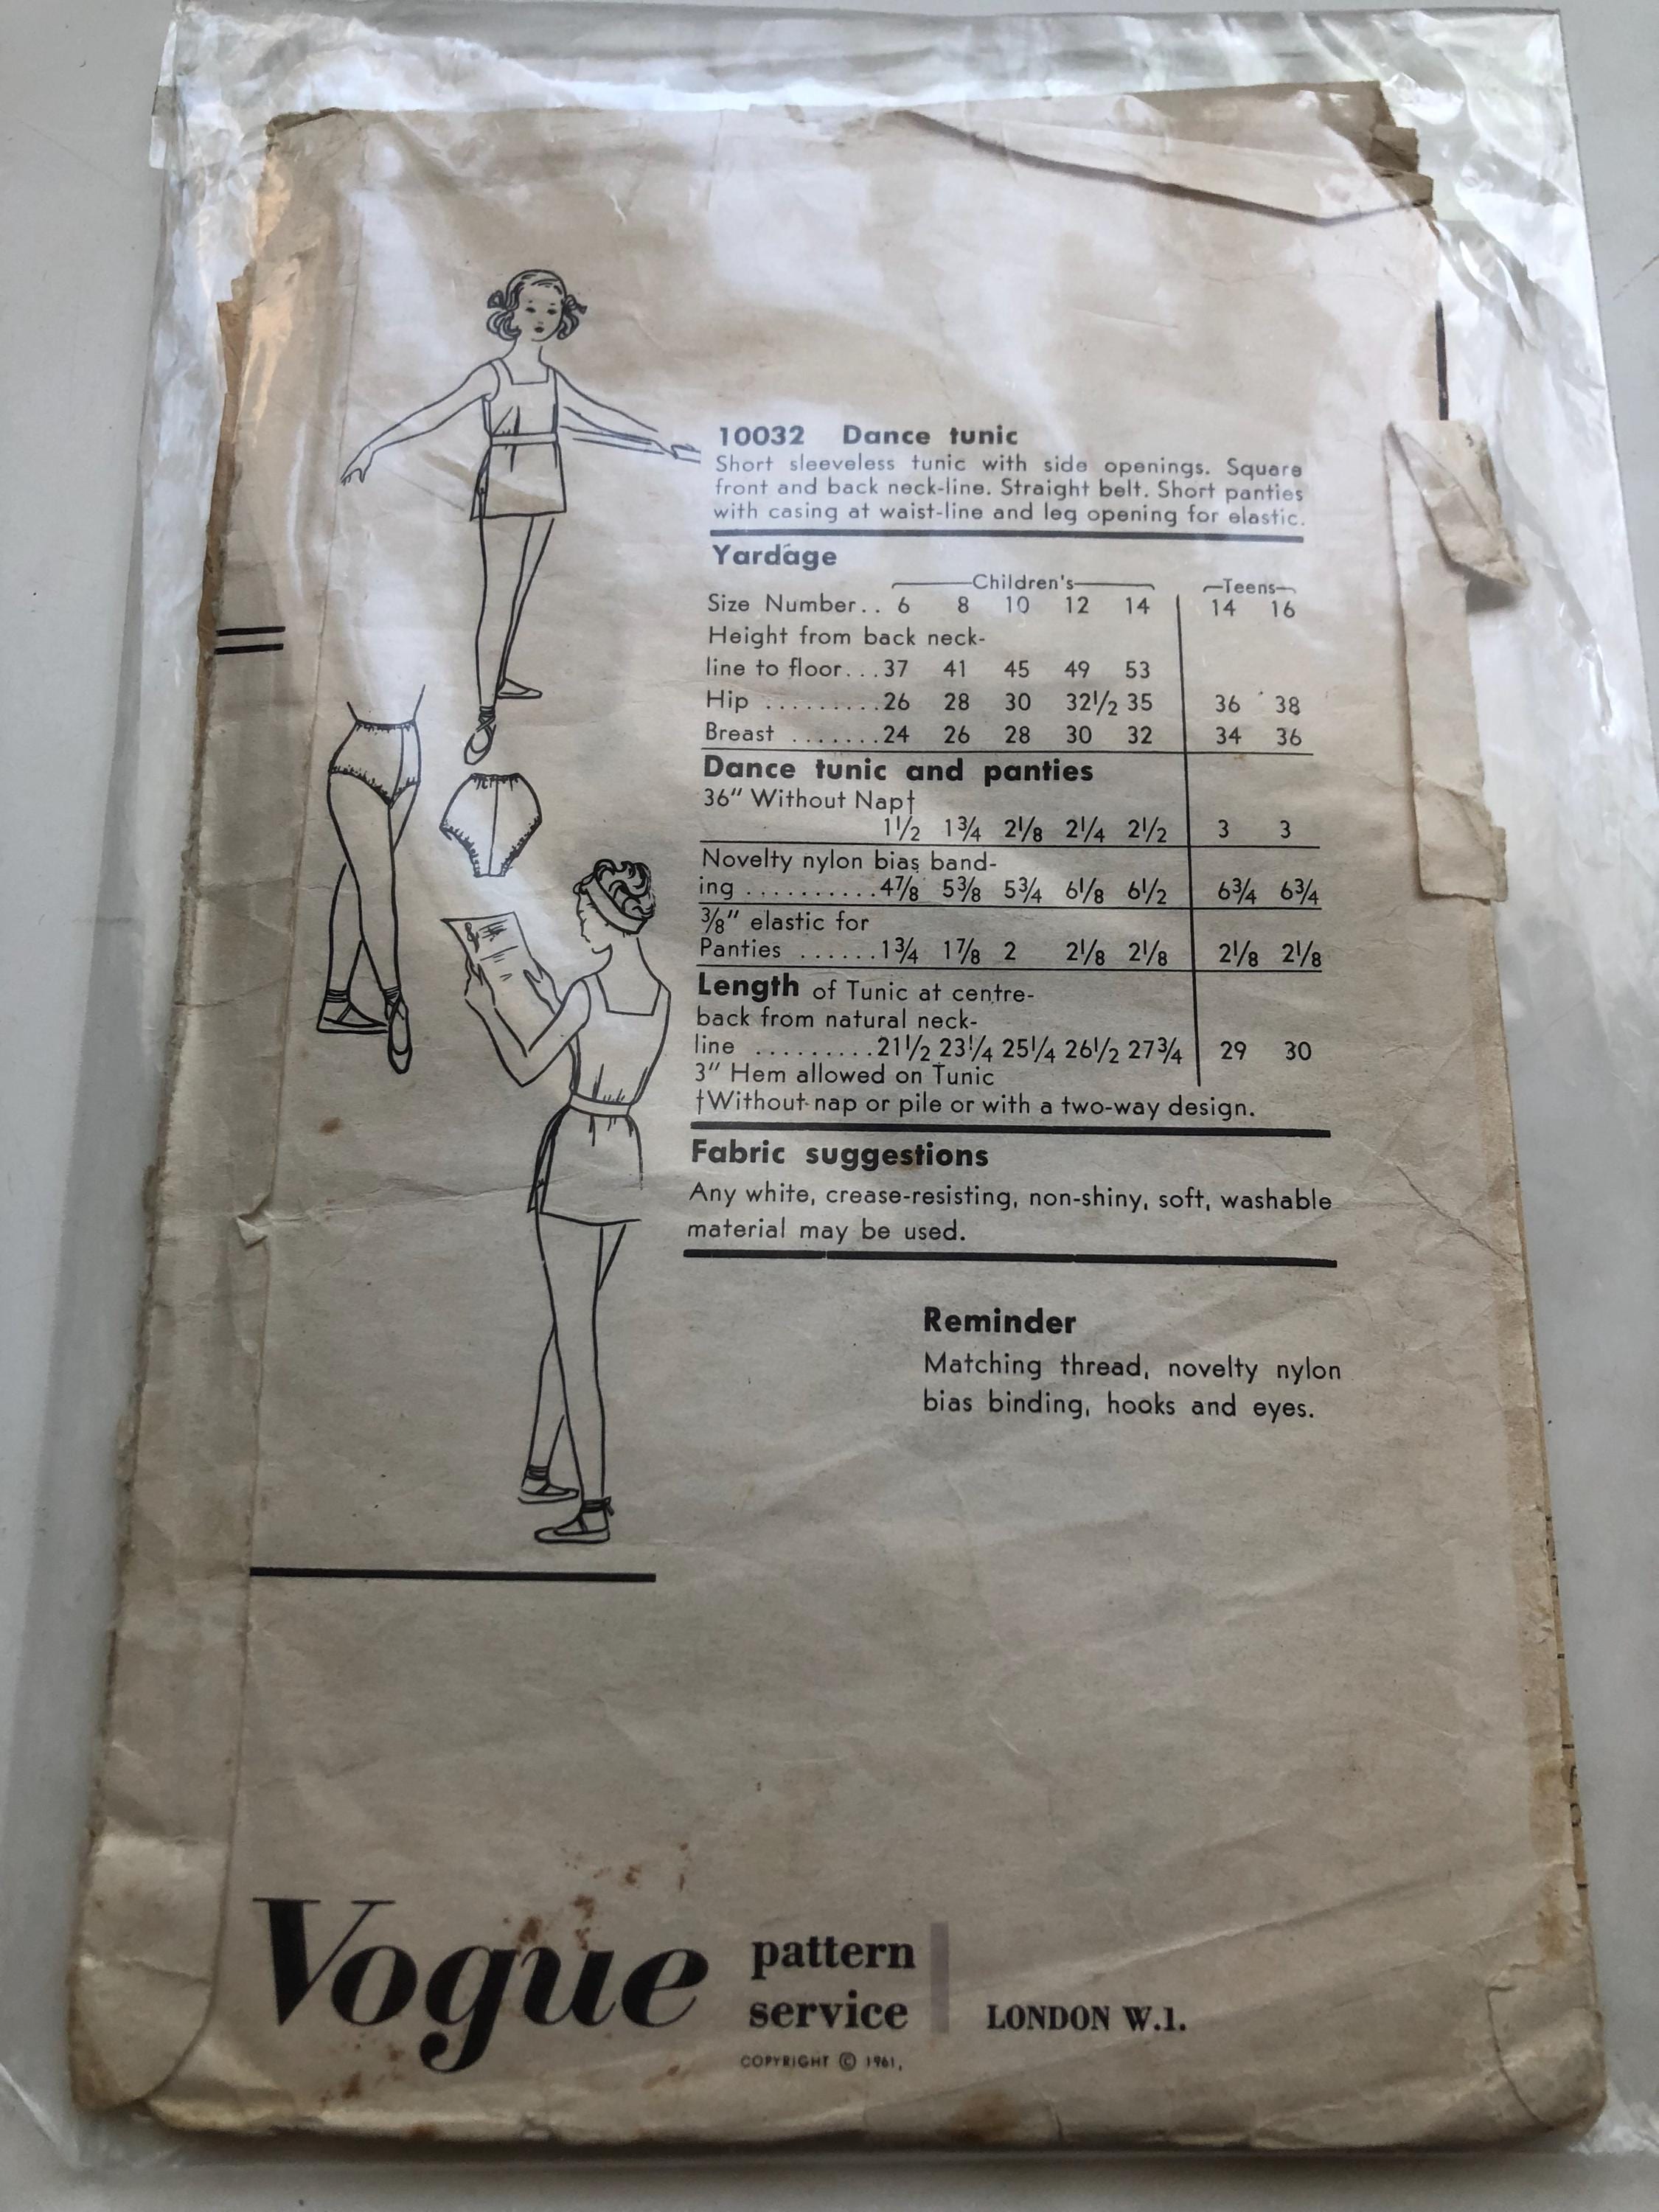 10032 Dance tunic
Short sleeveless tunic with side openings. Square
front and back neck-line. Straight belt. Short panties
with casing at waist-line and leg opening for elastic.
Yardage
Children's Teens
Size Number.. 6 8 10 12 14 14 16
Height from back neck-
line to floor...37 41 45 49 53
Hip .........26 28 30 32½ 35 36 38
Breast .......24 26 28 30 32 34 36
Dance tunic and panties
36" Without Nap†
1½ 1¾ 2⅛ 2¼ 2½ 3 3
Novelty nylon bias band-
ing ..........4⅞ 5⅜ 5¾ 6⅛ 6½ 6¾ 6¾
⅜" elastic for
Panties ......1¾ 1⅞ 2 2⅛ 2⅛ 2⅛ 2⅛
Length of Tunic at centre-
back from natural neck-
line .........21½ 23¼ 25¼ 26½ 27¾ 29 30
3" Hem allowed on Tunic
†Without nap or pile or with a two-way design.
Fabric suggestions
Any white, crease-resisting, non-shiny, soft, washable
material may be used.
Reminder
Matching thread, novelty nylon
bias binding, hooks and eyes.
Vogue pattern
service LONDON W.1.
COPYRIGHT © 1961,